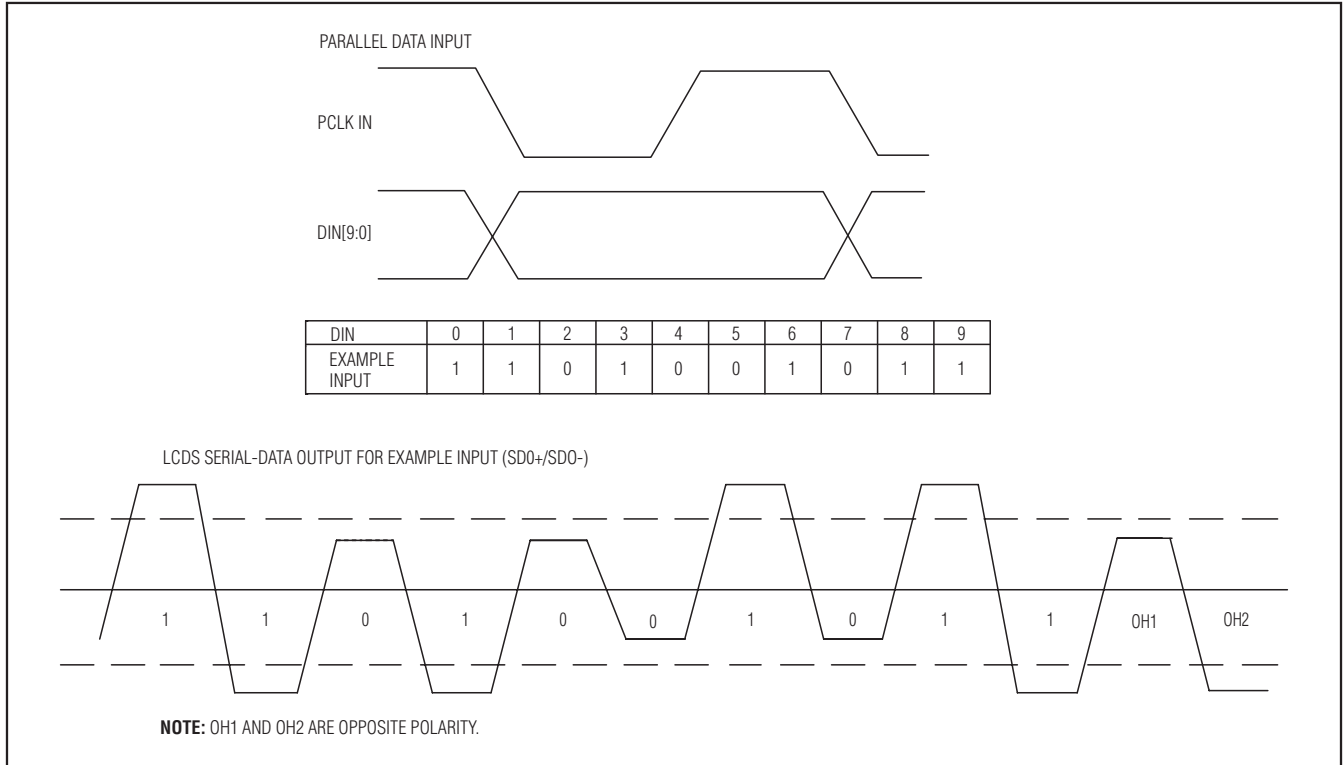 PARALLEL DATA INPUT
PCLK IN
DIN[9:0]
DIN 0 1 2 3 4 5 6 7 8 9
EXAMPLE INPUT 1 1 0 1 0 0 1 0 1 1
LCDS SERIAL-DATA OUTPUT FOR EXAMPLE INPUT (SD0+/SDO-)
1 1 0 1 0 0 1 0 1 1 OH1 OH2
NOTE: OH1 AND OH2 ARE OPPOSITE POLARITY.